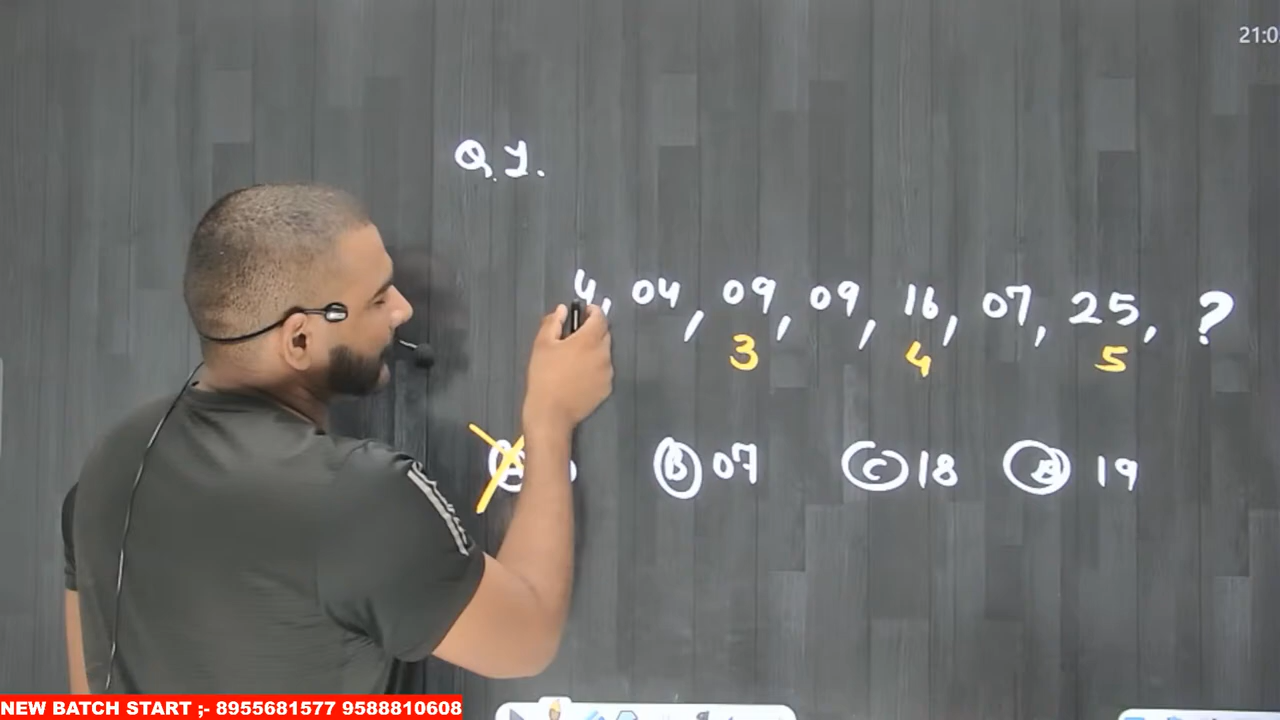 21:0
Q.1.
4, 04, 09, 09, 16, 07, 25, ?
3 4 5
(B) 07 (C) 18 19
NEW BATCH START ;- 8955681577 9588810608